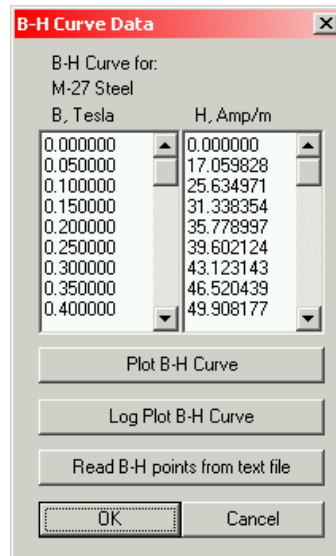 B-H Curve Data
B-H Curve for:
M-27 Steel
B, Tesla H, Amp/m
0.000000 0.000000
0.050000 17.059828
0.100000 25.634971
0.150000 31.338354
0.200000 35.778997
0.250000 39.602124
0.300000 43.123143
0.350000 46.520439
0.400000 49.908177
Plot B-H Curve
Log Plot B-H Curve
Read B-H points from text file
OK Cancel